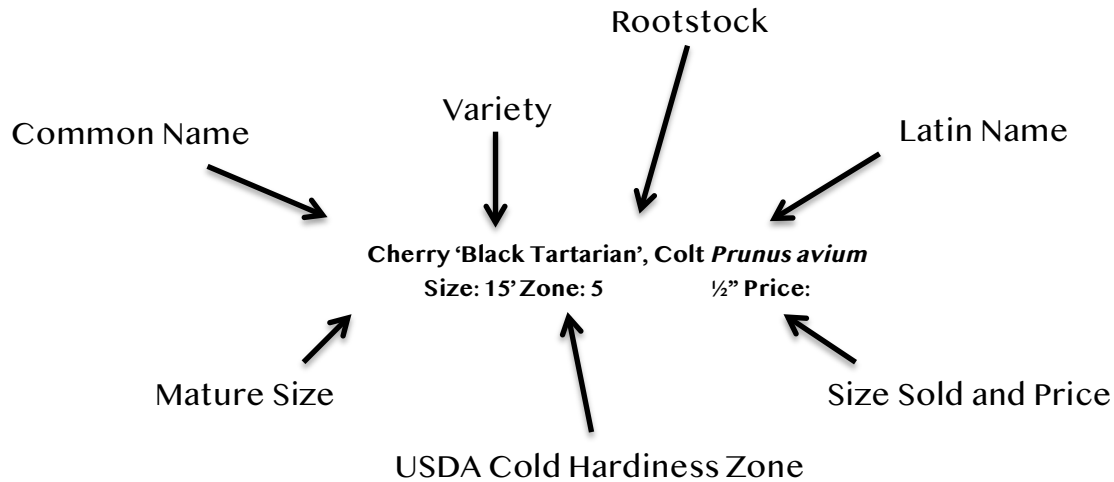 Rootstock
Variety
Common Name
Latin Name
Cherry ‘Black Tartarian’, Colt Prunus avium
Size: 15’ Zone: 5 ½” Price:
Mature Size
Size Sold and Price
USDA Cold Hardiness Zone